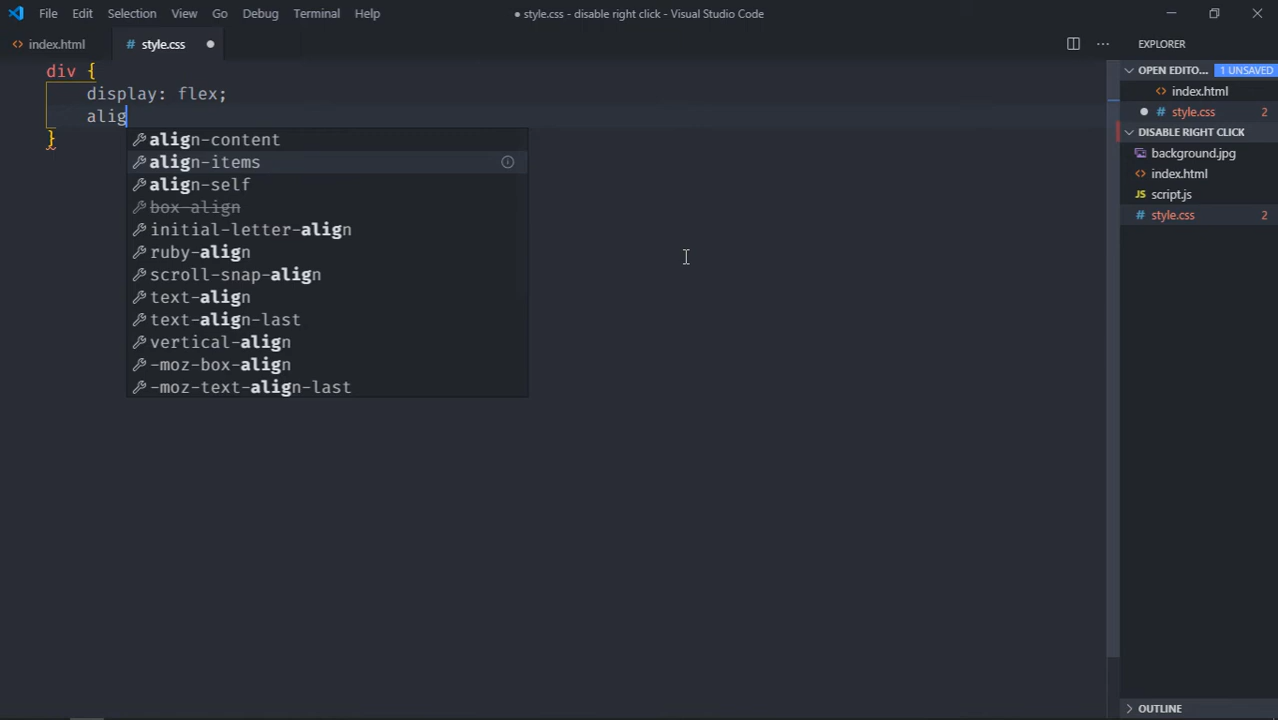 File Edit Selection View Go Debug Terminal Help
● style.css - disable right click - Visual Studio Code
index.html
# style.css ●
EXPLORER
OPEN EDITO... 1 UNSAVED
index.html
● # style.css 2
DISABLE RIGHT CLICK
background.jpg
index.html
JS script.js
# style.css 2
OUTLINE
div {
display: flex;
alig
}
align-content
align-items
align-self
box-align
initial-letter-align
ruby-align
scroll-snap-align
text-align
text-align-last
vertical-align
-moz-box-align
-moz-text-align-last